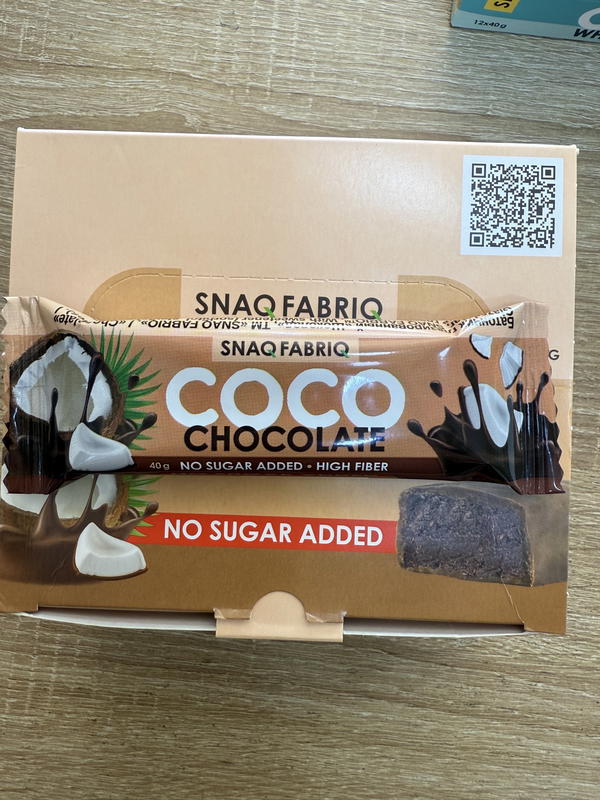 12x40g
SNAQ FABRIQ
SNAQ FABRIQ
COCO
CHOCOLATE
40 g NO SUGAR ADDED • HIGH FIBER
NO SUGAR ADDED